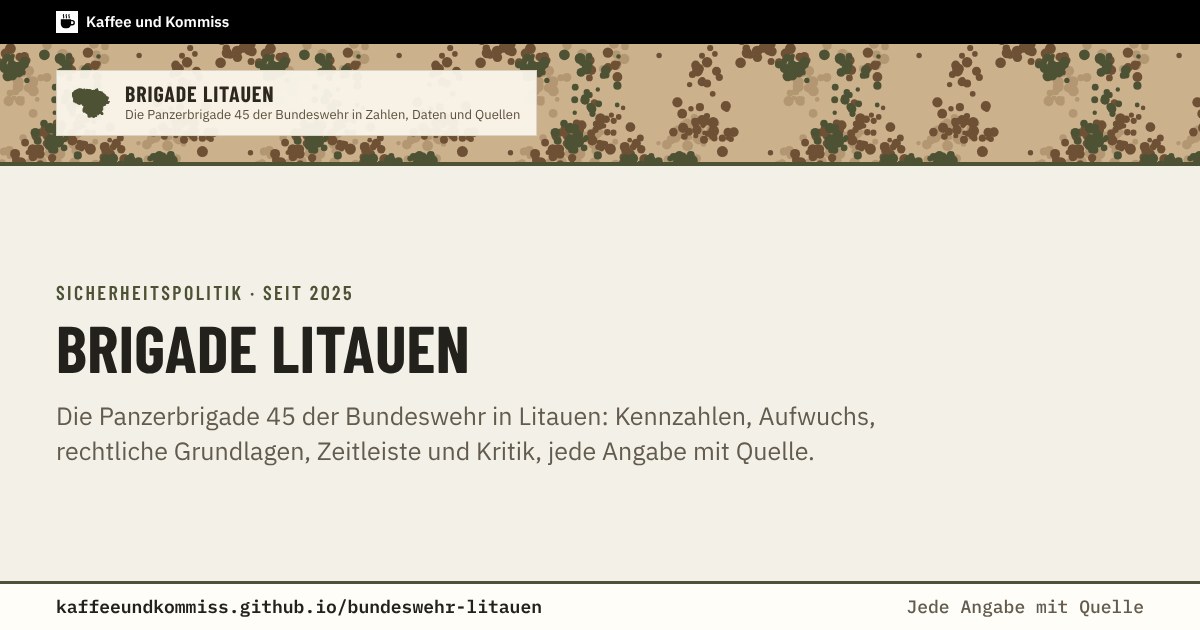 Kaffee und Kommiss
BRIGADE LITAUEN
Die Panzerbrigade 45 der Bundeswehr in Zahlen, Daten und Quellen
SICHERHEITSPOLITIK · SEIT 2025
BRIGADE LITAUEN
Die Panzerbrigade 45 der Bundeswehr in Litauen: Kennzahlen, Aufwuchs,
rechtliche Grundlagen, Zeitleiste und Kritik, jede Angabe mit Quelle.
kaffeeundkommiss.github.io/bundeswehr-litauen
Jede Angabe mit Quelle